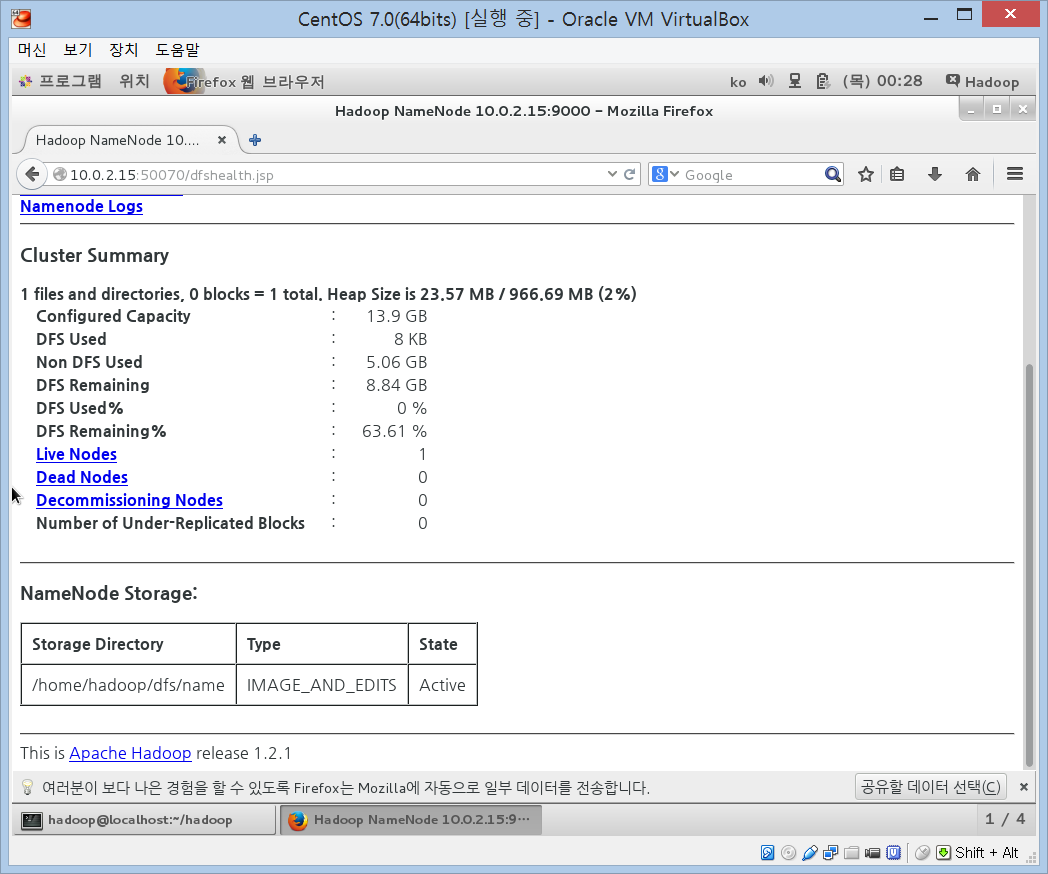 CentOS 7.0(64bits) [실행 중] - Oracle VM VirtualBox
머신 보기 장치 도움말
프로그램 위치 Firefox 웹 브라우저 ko (목) 00:28 Hadoop
Hadoop NameNode 10.0.2.15:9000 - Mozilla Firefox
Hadoop NameNode 10....
10.0.2.15:50070/dfshealth.jsp 8 Google
Namenode Logs
Cluster Summary
1 files and directories, 0 blocks = 1 total. Heap Size is 23.57 MB / 966.69 MB (2%)
Configured Capacity : 13.9 GB
DFS Used : 8 KB
Non DFS Used : 5.06 GB
DFS Remaining : 8.84 GB
DFS Used% : 0 %
DFS Remaining% : 63.61 %
Live Nodes : 1
Dead Nodes : 0
Decommissioning Nodes : 0
Number of Under-Replicated Blocks : 0
NameNode Storage:
Storage Directory Type State
/home/hadoop/dfs/name IMAGE_AND_EDITS Active
This is Apache Hadoop release 1.2.1
여러분이 보다 나은 경험을 할 수 있도록 Firefox는 Mozilla에 자동으로 일부 데이터를 전송합니다. 공유할 데이터 선택(C)
hadoop@localhost:~/hadoop Hadoop NameNode 10.0.2.15:9⋯ 1 / 4
Shift + Alt